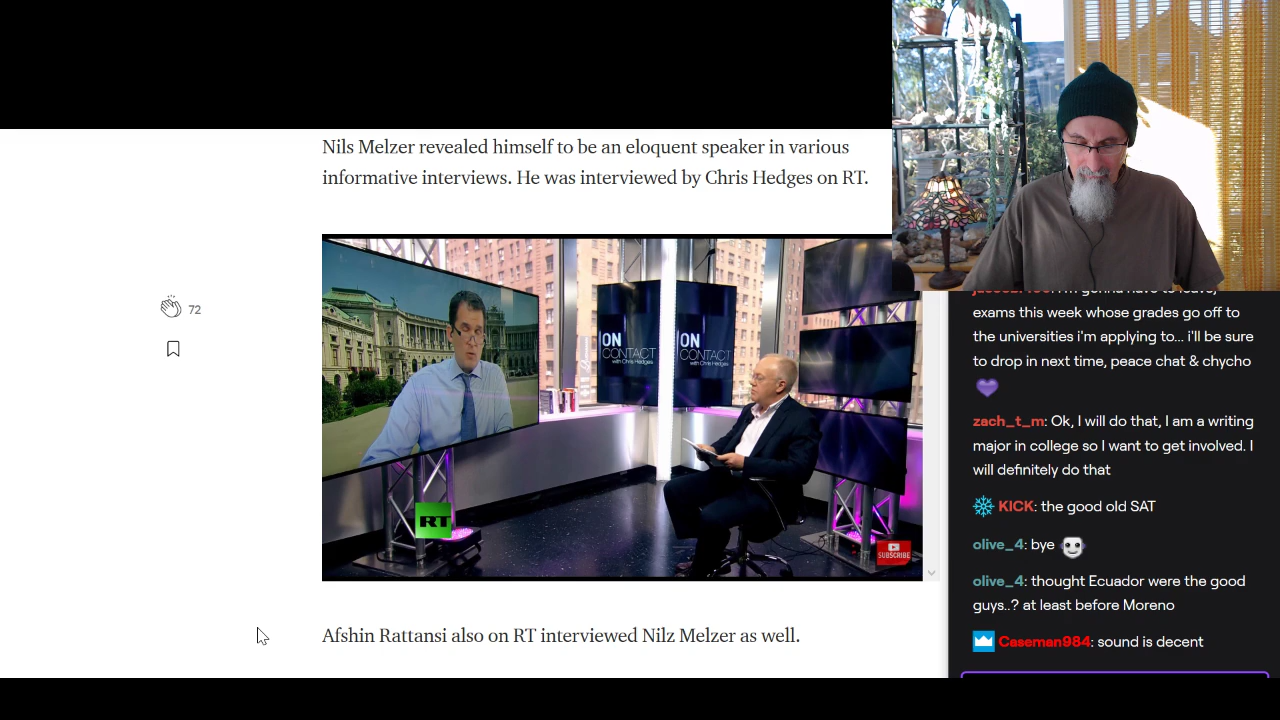 Nils Melzer revealed himself to be an eloquent speaker in various
informative interviews. He was interviewed by Chris Hedges on RT.
72
ON
CONTACT
with Chris Hedges
ON
CONTACT
with Chris Hedges
RT
SUBSCRIBE
Afshin Rattansi also on RT interviewed Nilz Melzer as well.
exams this week whose grades go off to
the universities i'm applying to... i'll be sure
to drop in next time, peace chat & chycho
zach_t_m: Ok, I will do that, I am a writing
major in college so I want to get involved. I
will definitely do that
KICK: the good old SAT
olive_4: bye
olive_4: thought Ecuador were the good
guys..? at least before Moreno
Caseman984: sound is decent